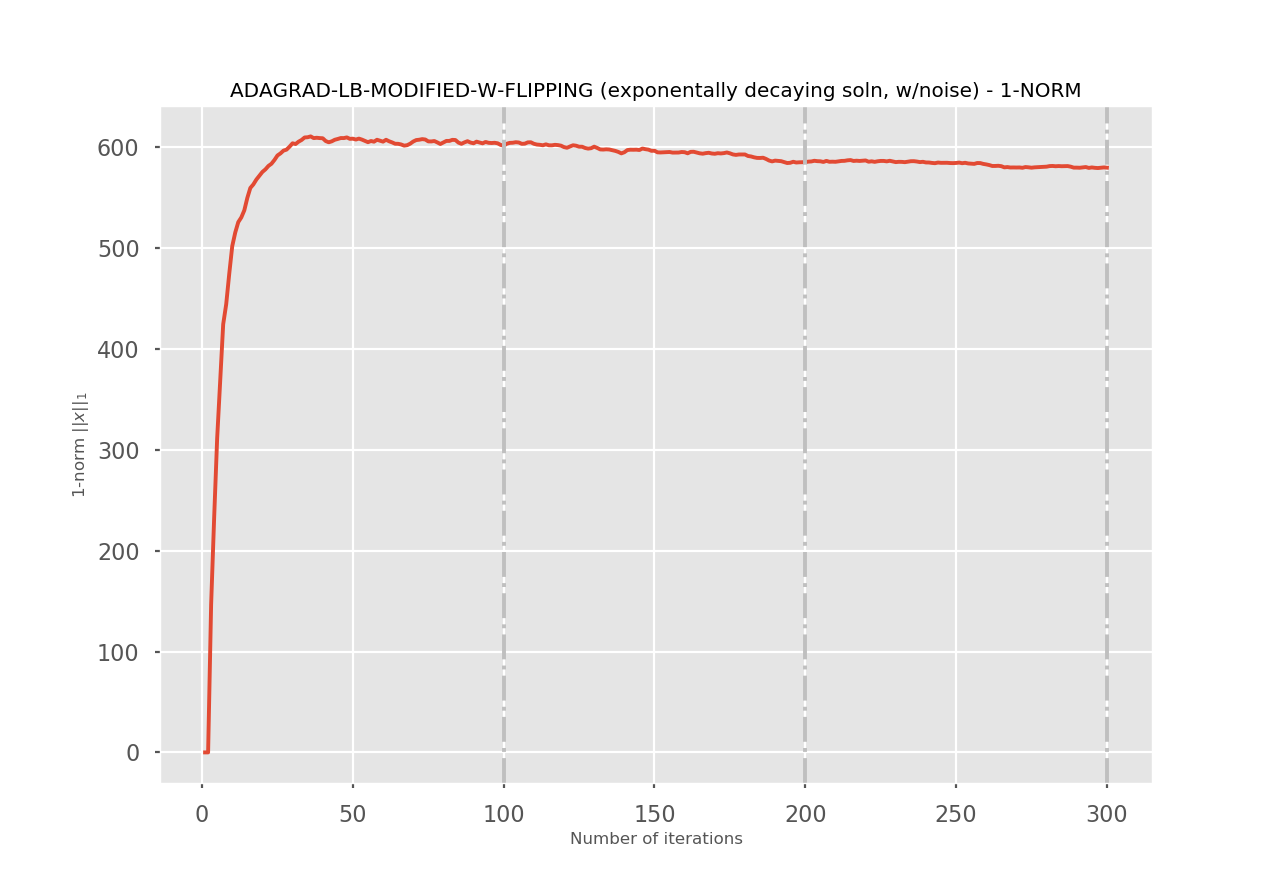 ADAGRAD-LB-MODIFIED-W-FLIPPING (exponentially decaying soln, w/noise) - 1-NORM
600
500
400
300
200
100
0
1-norm ||x||₁
0 50 100 150 200 250 300
Number of iterations